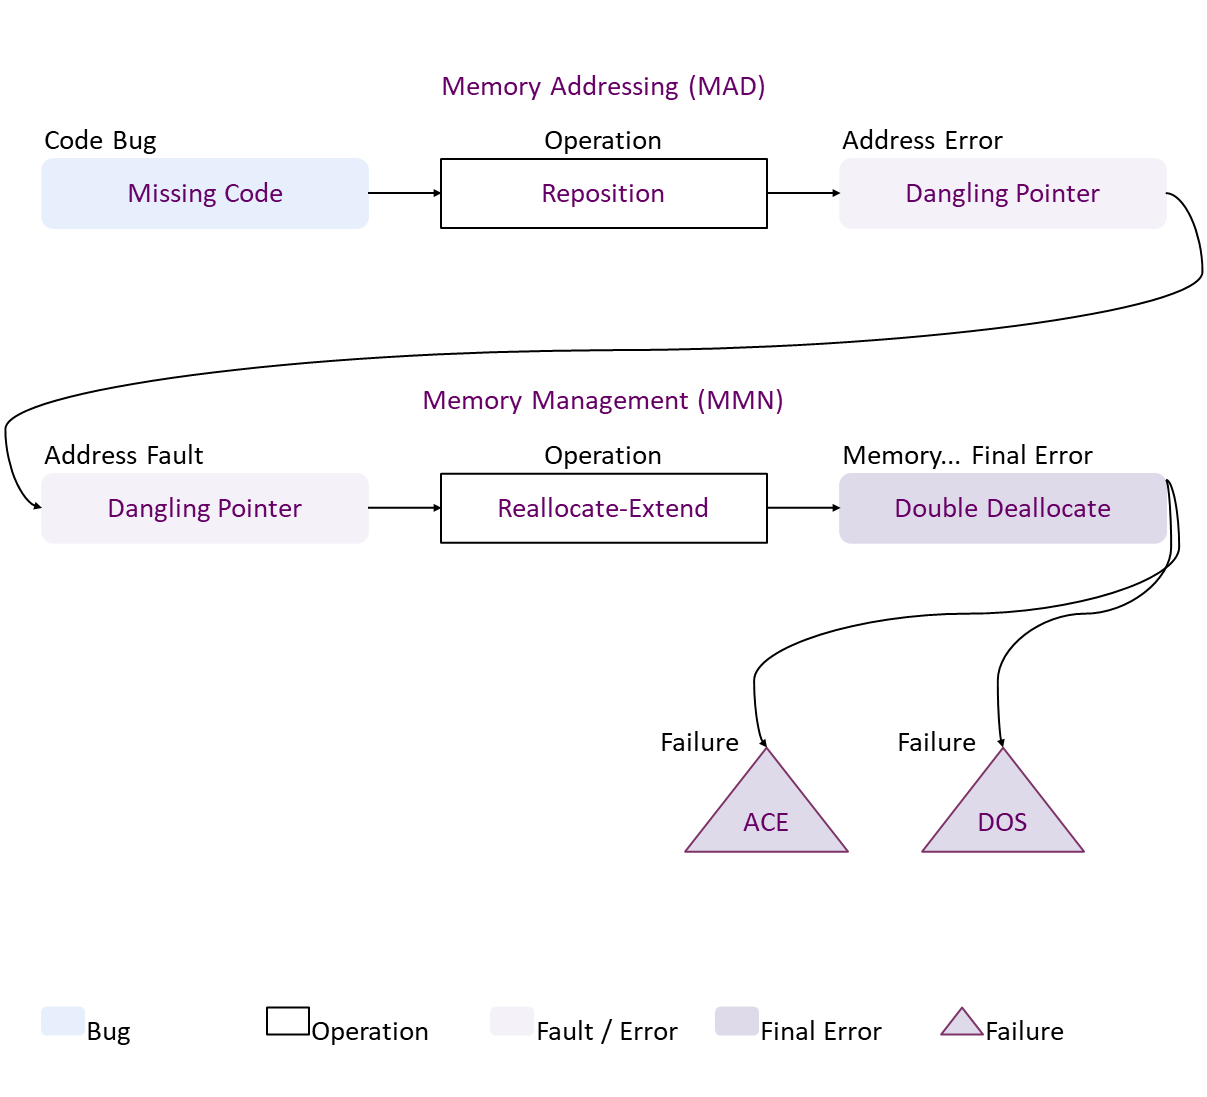 Memory Addressing (MAD)
Code Bug
Operation
Address Error
Missing Code
Reposition
Dangling Pointer
Memory Management (MMN)
Address Fault
Operation
Memory... Final Error
Dangling Pointer
Reallocate-Extend
Double Deallocate
Failure
Failure
ACE
DOS
Bug
Operation
Fault / Error
Final Error
Failure